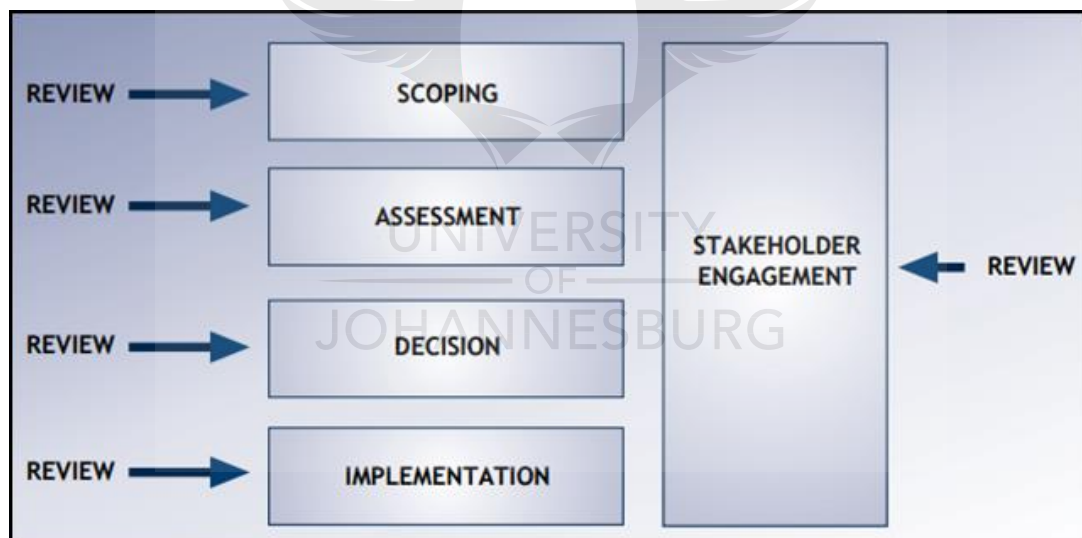 REVIEW
SCOPING
REVIEW
ASSESSMENT
REVIEW
DECISION
REVIEW
IMPLEMENTATION
STAKEHOLDER
ENGAGEMENT
REVIEW
UNIVERSITY
OF
JOHANNESBURG